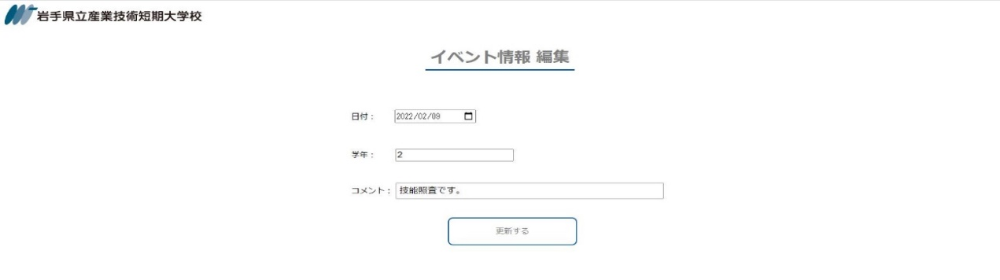 岩手県立産業技術短期大学校
イベント情報 編集
日付： 2022/02/09
学年： 2
コメント： 技能照査です。
更新する